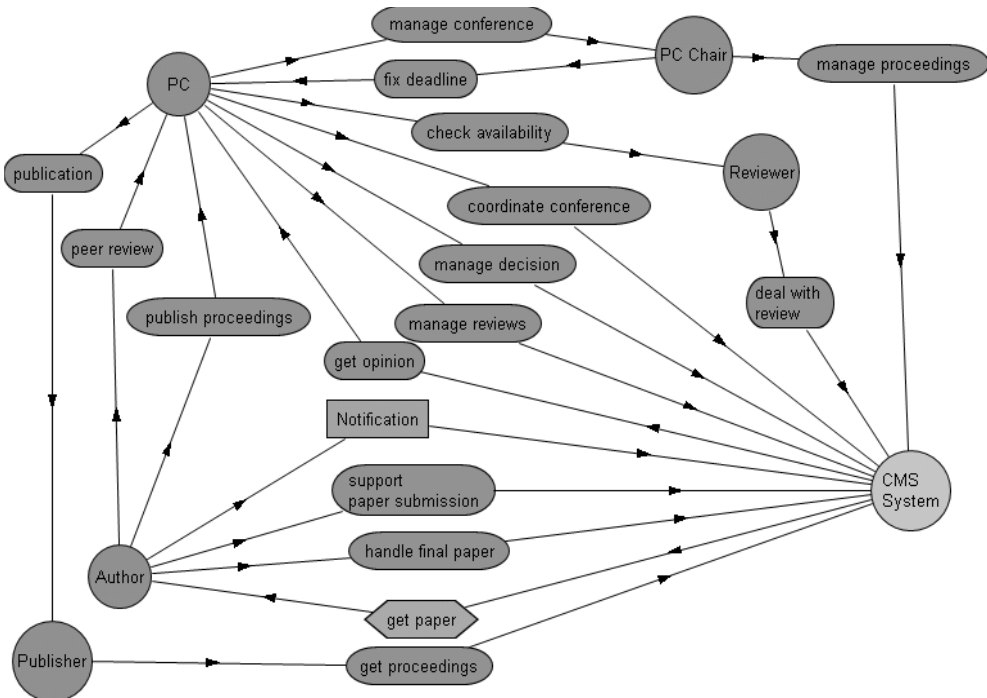 manage conference
PC Chair
manage proceedings
fix deadline
PC
check availability
publication
Reviewer
coordinate conference
peer review
manage decision
deal with
review
publish proceedings
manage reviews
get opinion
Notification
support
paper submission
CMS
System
handle final paper
Author
get paper
Publisher
get proceedings